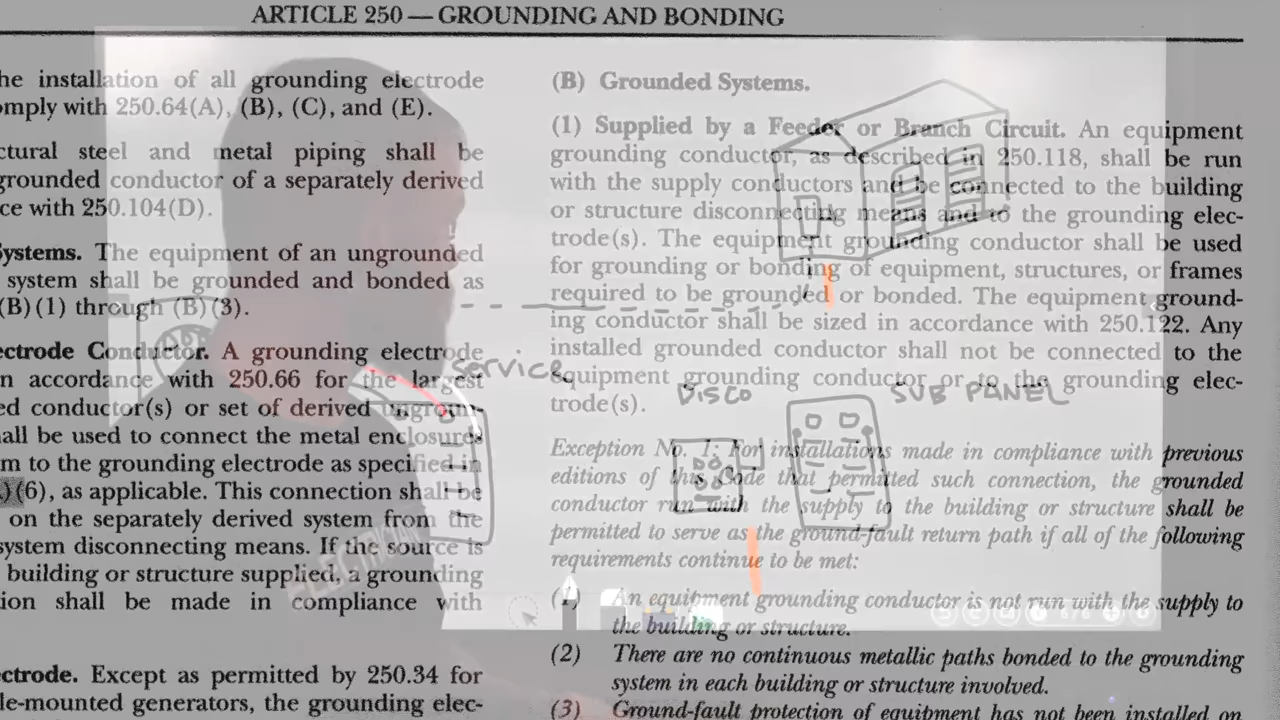 ARTICLE 250 — GROUNDING AND BONDING
he installation of all grounding electrode
omply with 250.64(A), (B), (C), and (E).
ctural steel and metal piping shall be
grounded conductor of a separately derived
ce with 250.104(D).
ystems. The equipment of an ungrounded
system shall be grounded and bonded as
(B)(1) through (B)(3).
ectrode Conductor. A grounding electrode
n accordance with 250.66 for the largest
ed conductor(s) or set of derived ungroun-
all be used to connect the metal enclosures
m to the grounding electrode as specified in
)(6), as applicable. This connection shall be
on the separately derived system from the
system disconnecting means. If the source is
building or structure supplied, a grounding
ion shall be made in compliance with
ectrode. Except as permitted by 250.34 for
le-mounted generators, the grounding elec-
(B) Grounded Systems.
(1) Supplied by a Feeder or Branch Circuit. An equipment
grounding conductor, as described in 250.118, shall be run
with the supply conductors and be connected to the building
or structure disconnecting means and to the grounding elec-
trode(s). The equipment grounding conductor shall be used
for grounding or bonding of equipment, structures, or frames
required to be grounded or bonded. The equipment ground-
ing conductor shall be sized in accordance with 250.122. Any
installed grounded conductor shall not be connected to the
equipment grounding conductor or to the grounding elec-
trode(s).
Exception No. 1: For installations made in compliance with previous
editions of this Code that permitted such connection, the grounded
conductor run with the supply to the building or structure shall be
permitted to serve as the ground-fault return path if all of the following
requirements continue to be met:
(1) An equipment grounding conductor is not run with the supply to
the building or structure.
(2) There are no continuous metallic paths bonded to the grounding
system in each building or structure involved.
(3) Ground-fault protection of equipment has not been installed on
service
DISCO
SUB PANEL
ELECTRICIAN